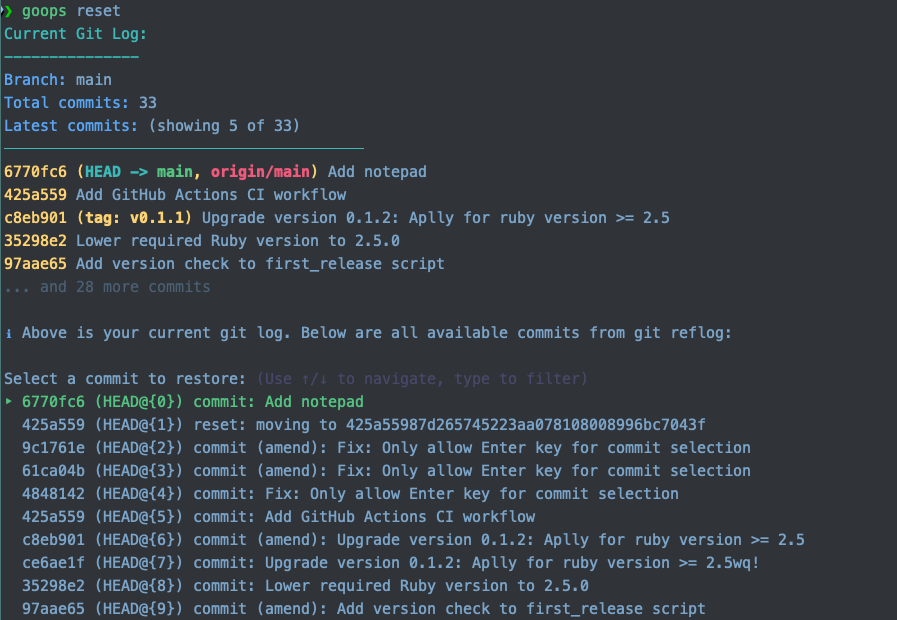 ❯ goops reset
Current Git Log:
---------------
Branch: main
Total commits: 33
Latest commits: (showing 5 of 33)
────────────────────────────────────────
6770fc6 (HEAD -> main, origin/main) Add notepad
425a559 Add GitHub Actions CI workflow
c8eb901 (tag: v0.1.1) Upgrade version 0.1.2: Aplly for ruby version >= 2.5
35298e2 Lower required Ruby version to 2.5.0
97aae65 Add version check to first_release script
... and 28 more commits
ℹ Above is your current git log. Below are all available commits from git reflog:
Select a commit to restore: (Use ↑/↓ to navigate, type to filter)
‣ 6770fc6 (HEAD@{0}) commit: Add notepad
425a559 (HEAD@{1}) reset: moving to 425a55987d265745223aa078108008996bc7043f
9c1761e (HEAD@{2}) commit (amend): Fix: Only allow Enter key for commit selection
61ca04b (HEAD@{3}) commit (amend): Fix: Only allow Enter key for commit selection
4848142 (HEAD@{4}) commit: Fix: Only allow Enter key for commit selection
425a559 (HEAD@{5}) commit: Add GitHub Actions CI workflow
c8eb901 (HEAD@{6}) commit (amend): Upgrade version 0.1.2: Aplly for ruby version >= 2.5
ce6ae1f (HEAD@{7}) commit: Upgrade version 0.1.2: Aplly for ruby version >= 2.5wq!
35298e2 (HEAD@{8}) commit: Lower required Ruby version to 2.5.0
97aae65 (HEAD@{9}) commit (amend): Add version check to first_release script